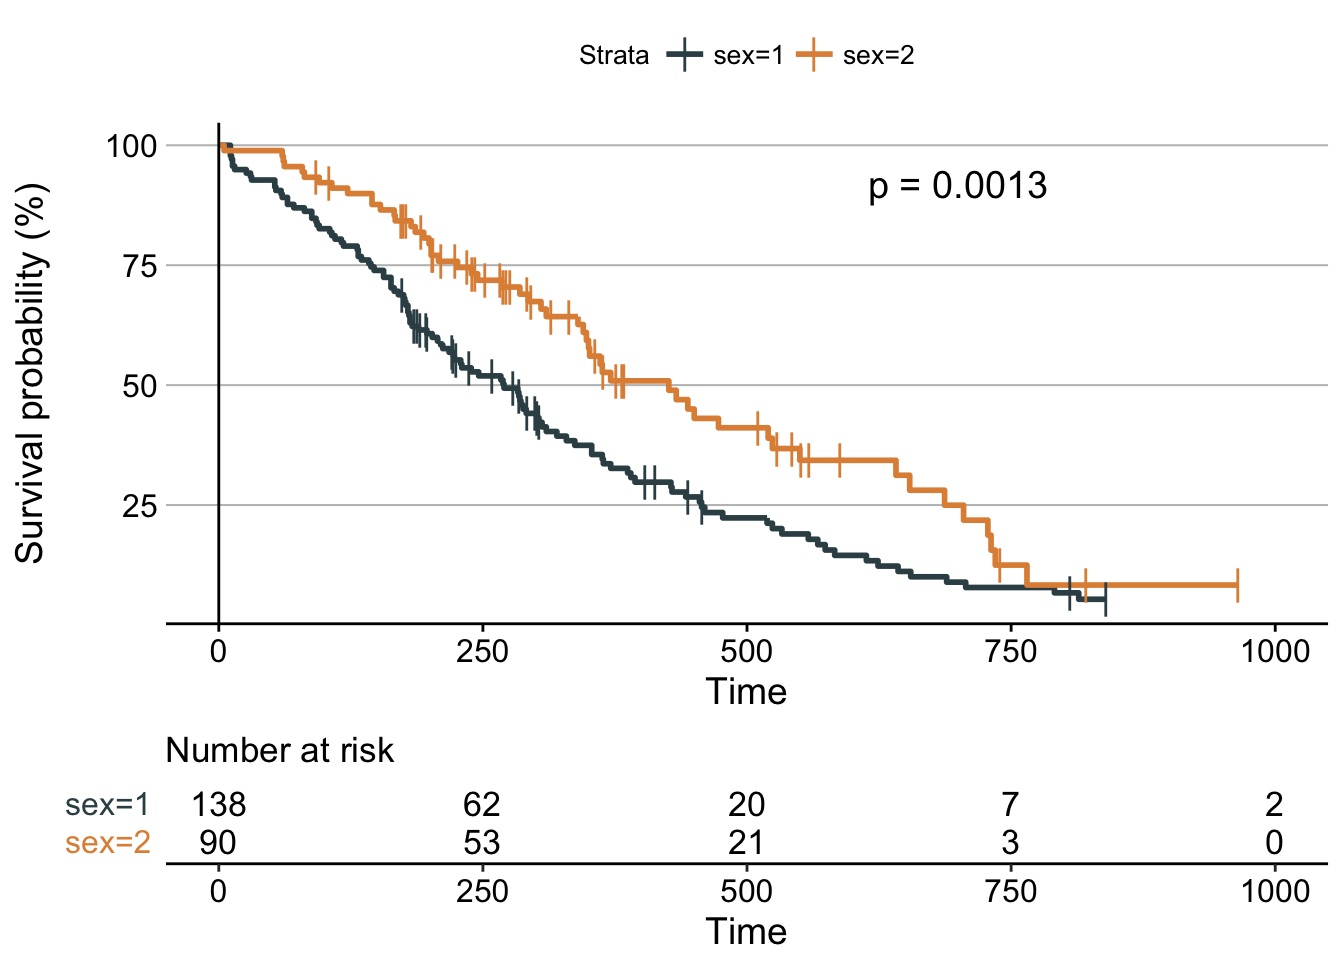 Strata sex=1 sex=2
Survival probability (%)
100
75
50
25
p = 0.0013
0 250 500 750 1000
Time
Number at risk
sex=1 138 62 20 7 2
sex=2 90 53 21 3 0
0 250 500 750 1000
Time